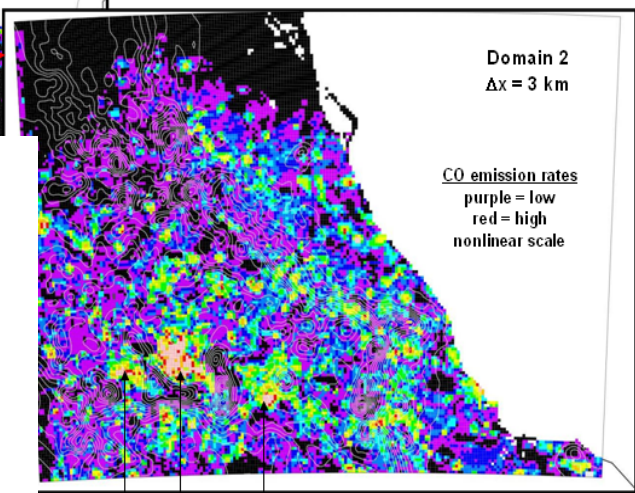 Domain 2
Δx = 3 km
CO emission rates
purple = low
red = high
nonlinear scale